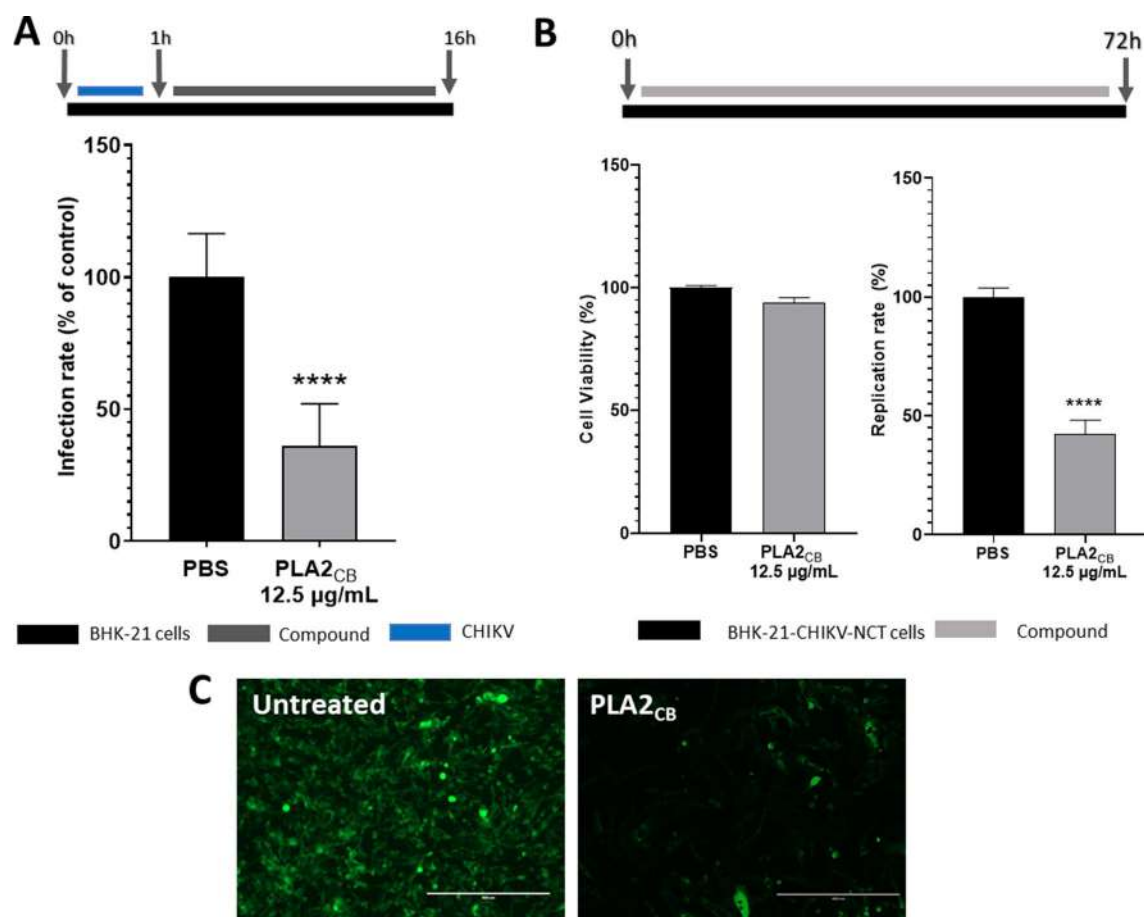 A
0h
1h
16h
150
100
50
0
Infection rate (% of control)
****
PBS
PLA2CB
12.5 µg/mL
BHK-21 cells
Compound
CHIKV
B
0h
72h
150
100
50
0
Cell Viability (%)
PBS
PLA2CB
12.5 µg/mL
150
100
50
0
Replication rate (%)
****
PBS
PLA2CB
12.5 µg/mL
BHK-21-CHIKV-NCT cells
Compound
C
Untreated
PLA2CB